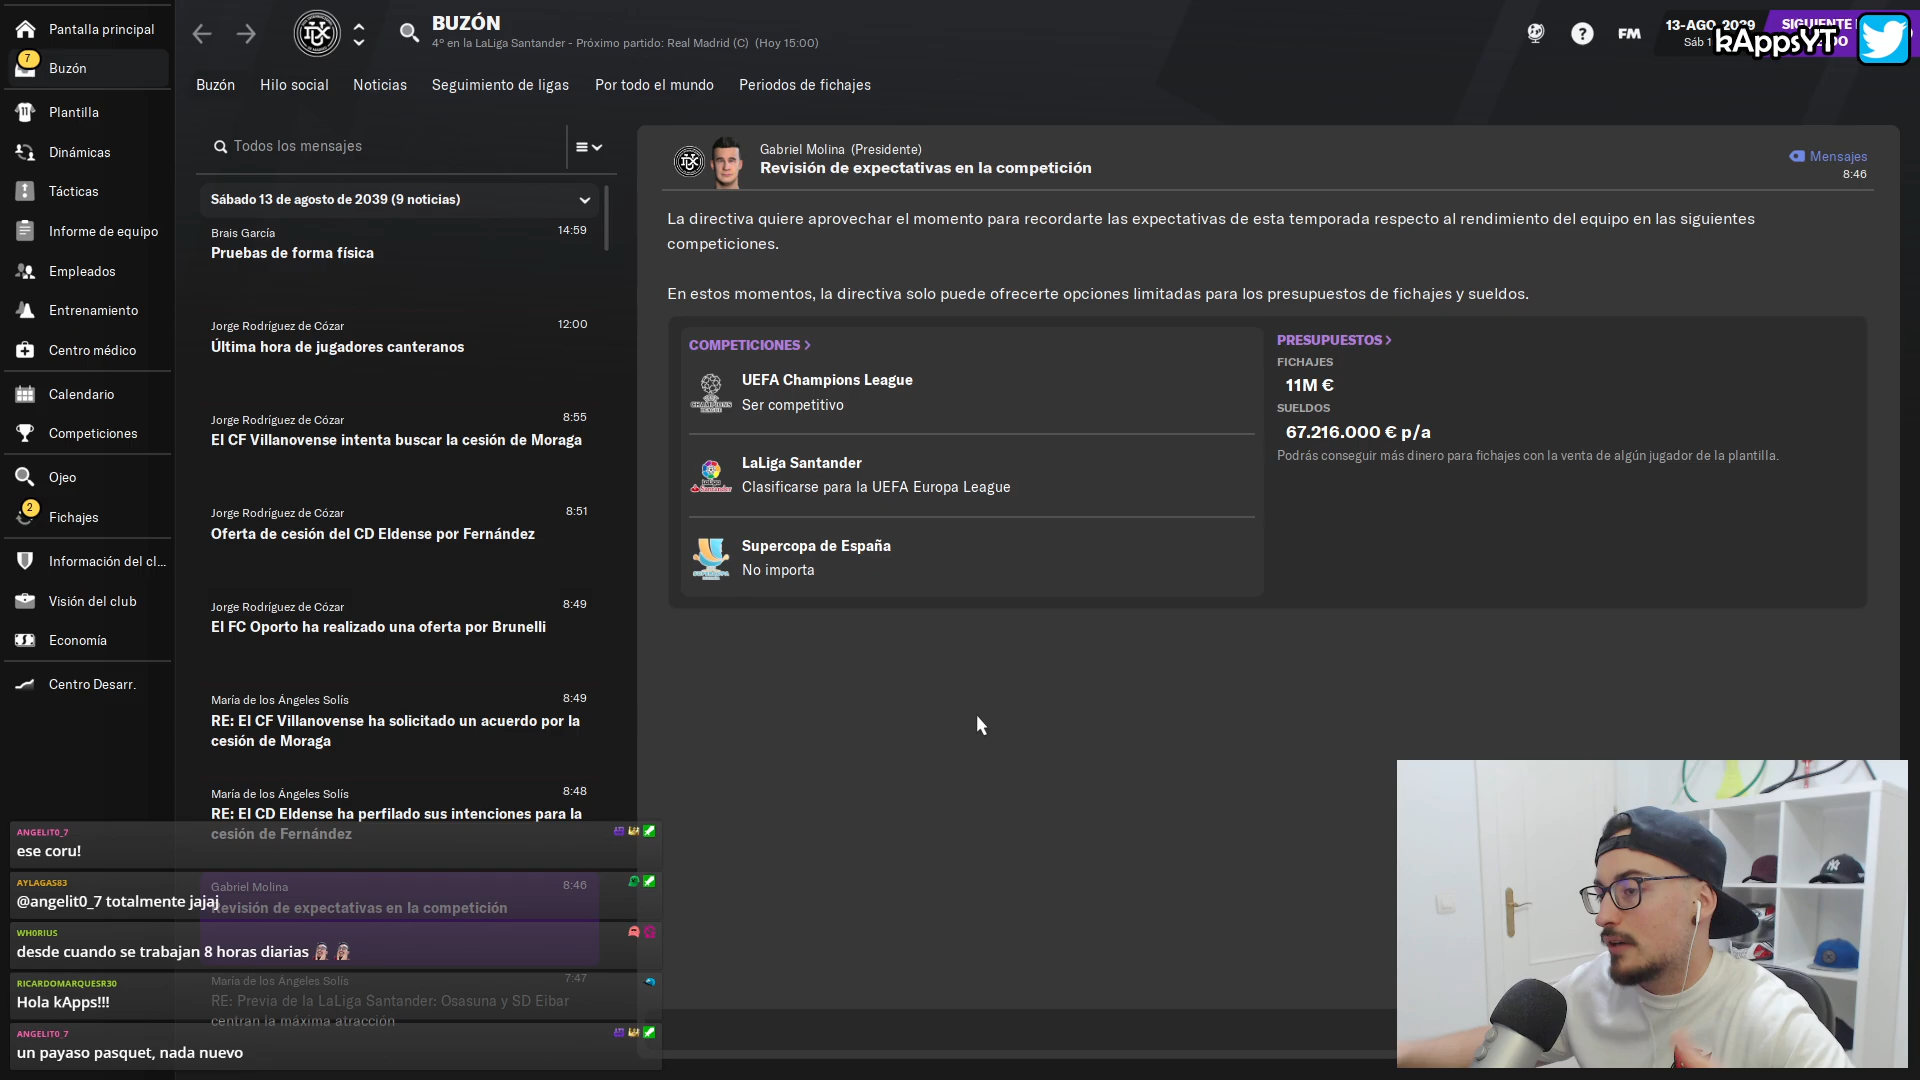 Pantalla principal
7
Buzón
Plantilla
Dinámicas
Tácticas
Informe de equipo
Empleados
Entrenamiento
Centro médico
Calendario
Competiciones
Ojeo
2
Fichajes
Información del cl...
Visión del club
Economía
Centro Desarr.
BUZÓN
4º en la LaLiga Santander - Próximo partido: Real Madrid (C) (Hoy 15:00)
FM
13-AGO 2039
Sáb
SIGUIENTE
kAppsYT
Buzón
Hilo social
Noticias
Seguimiento de ligas
Por todo el mundo
Periodos de fichajes
Todos los mensajes
Sábado 13 de agosto de 2039 (9 noticias)
Brais García
14:59
Pruebas de forma física
Jorge Rodríguez de Cózar
12:00
Última hora de jugadores canteranos
Jorge Rodríguez de Cózar
8:55
El CF Villanovense intenta buscar la cesión de Moraga
Jorge Rodríguez de Cózar
8:51
Oferta de cesión del CD Eldense por Fernández
Jorge Rodríguez de Cózar
8:49
El FC Oporto ha realizado una oferta por Brunelli
María de los Ángeles Solís
8:49
RE: El CF Villanovense ha solicitado un acuerdo por la
cesión de Moraga
María de los Ángeles Solís
8:48
RE: El CD Eldense ha perfilado sus intenciones para la
cesión de Fernández
Gabriel Molina
8:46
Revisión de expectativas en la competición
María de los Ángeles Solís
7:47
RE: Previa de la LaLiga Santander: Osasuna y SD Eibar
centran la máxima atracción
ANGELIT0_7
ese coru!
AYLAGAS83
@angelit0_7 totalmente jajaj
WH0RIUS
desde cuando se trabajan 8 horas diarias
RICARDOMARQUESR30
Hola kApps!!!
ANGELIT0_7
un payaso pasquet, nada nuevo
Gabriel Molina (Presidente)
Revisión de expectativas en la competición
Mensajes
8:46
La directiva quiere aprovechar el momento para recordarte las expectativas de esta temporada respecto al rendimiento del equipo en las siguientes
competiciones.
En estos momentos, la directiva solo puede ofrecerte opciones limitadas para los presupuestos de fichajes y sueldos.
COMPETICIONES >
UEFA Champions League
Ser competitivo
LaLiga Santander
Clasificarse para la UEFA Europa League
Supercopa de España
No importa
PRESUPUESTOS >
FICHAJES
11M €
SUELDOS
67.216.000 € p/a
Podrás conseguir más dinero para fichajes con la venta de algún jugador de la plantilla.